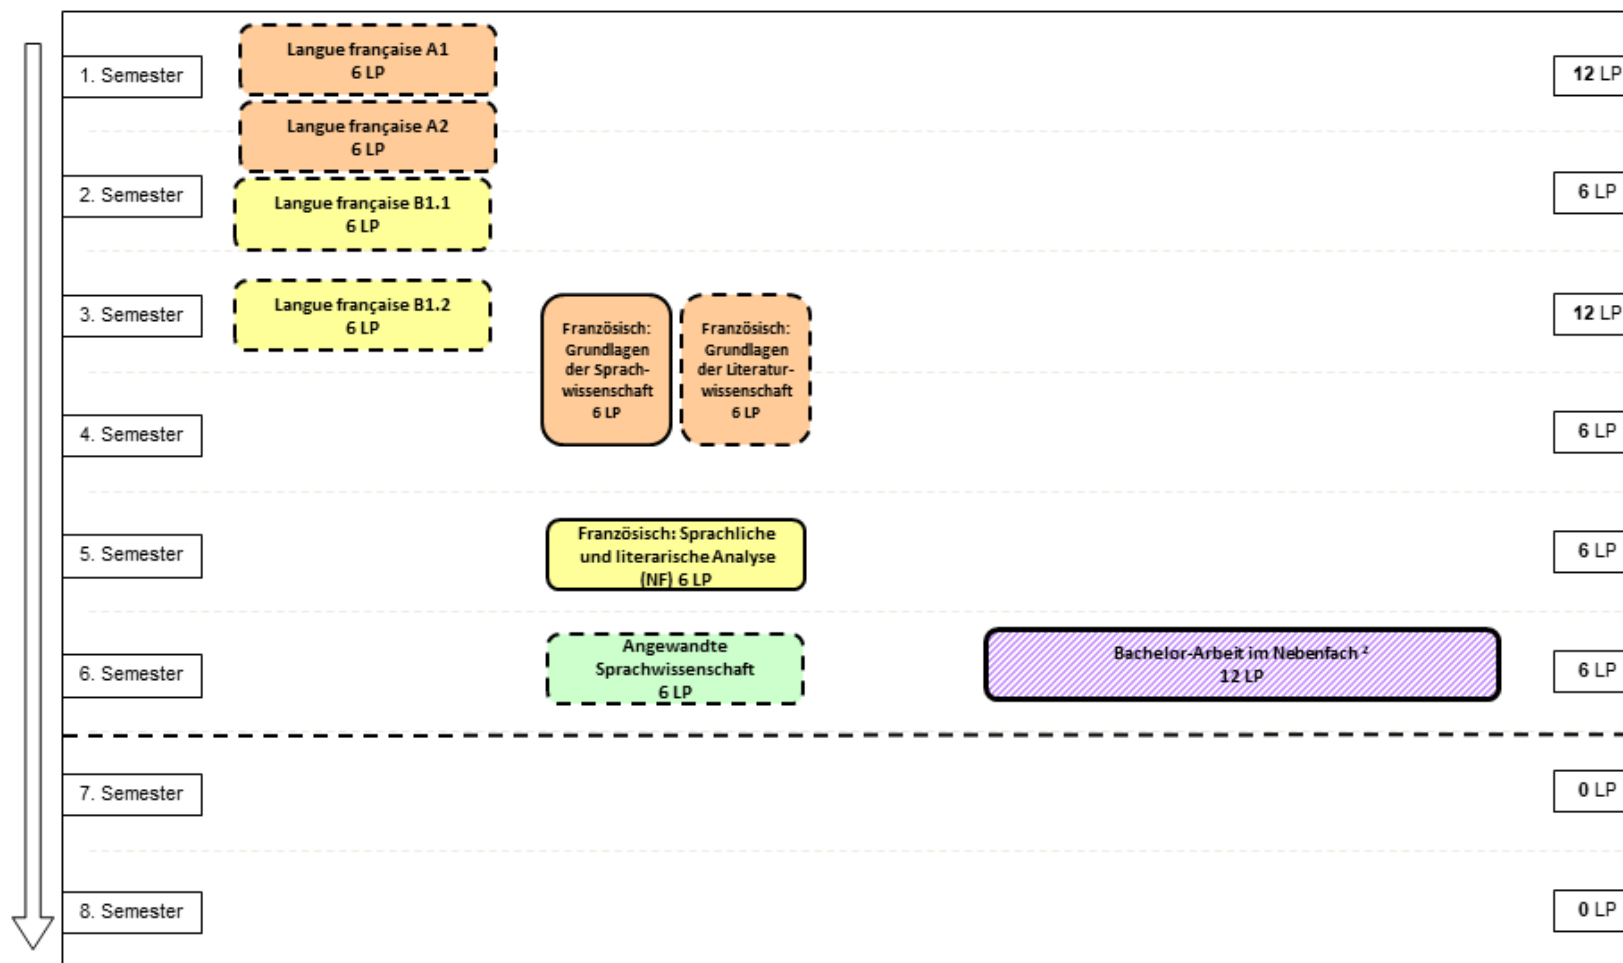 Langue française A1
6 LP
1. Semester
12 LP
Langue française A2
6 LP
2. Semester
Langue française B1.1
6 LP
6 LP
3. Semester
Langue française B1.2
6 LP
Französisch:
Grundlagen
der Sprach-
wissenschaft
6 LP
Französisch:
Grundlagen
der Literatur-
wissenschaft
6 LP
12 LP
4. Semester
6 LP
5. Semester
Französisch: Sprachliche
und literarische Analyse
(NF) 6 LP
6 LP
6. Semester
Angewandte
Sprachwissenschaft
6 LP
Bachelor-Arbeit im Nebenfach ²
12 LP
6 LP
7. Semester
0 LP
8. Semester
0 LP